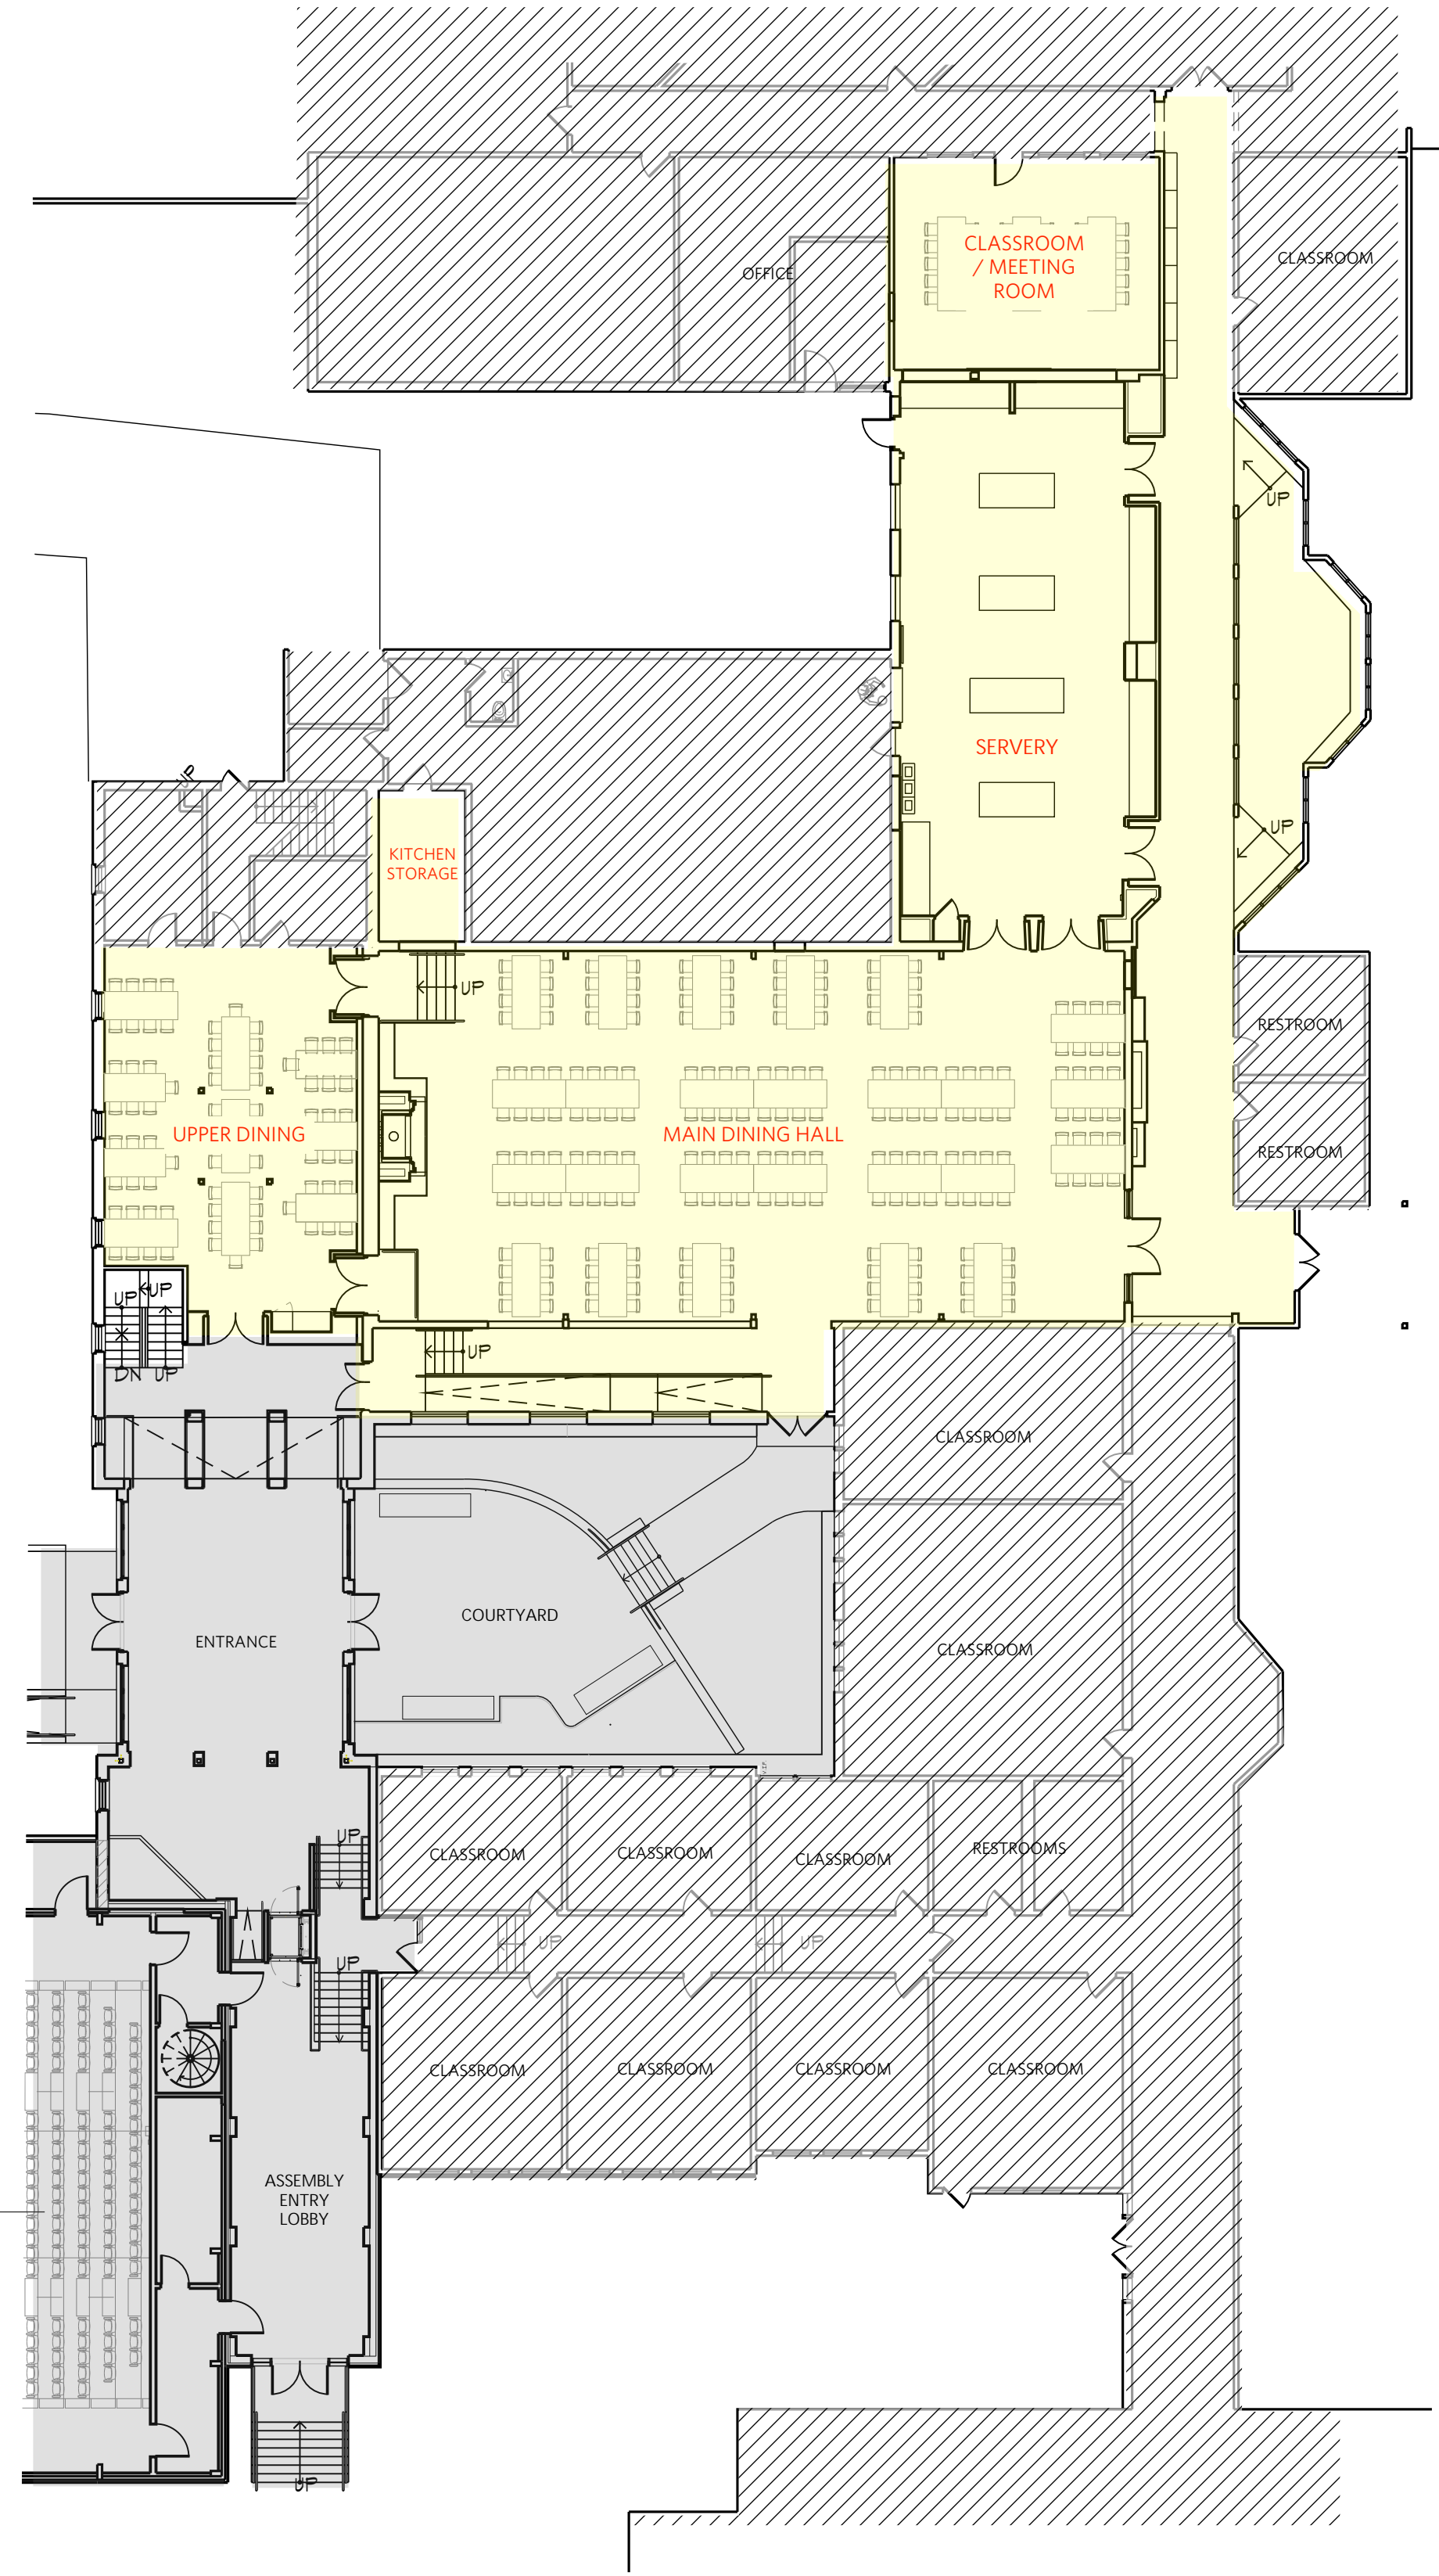 CLASSROOM
/ MEETING
ROOM
CLASSROOM
OFFICE
UP
SERVERY
UP
UP
KITCHEN
STORAGE
UP
RESTROOM
UPPER DINING
MAIN DINING HALL
RESTROOM
UP
UP
UP
DN UP
CLASSROOM
COURTYARD
ENTRANCE
CLASSROOM
UP
CLASSROOM
CLASSROOM
CLASSROOM
RESTROOMS
UP
UP
UP
CLASSROOM
CLASSROOM
CLASSROOM
CLASSROOM
ASSEMBLY
ENTRY
LOBBY
UP